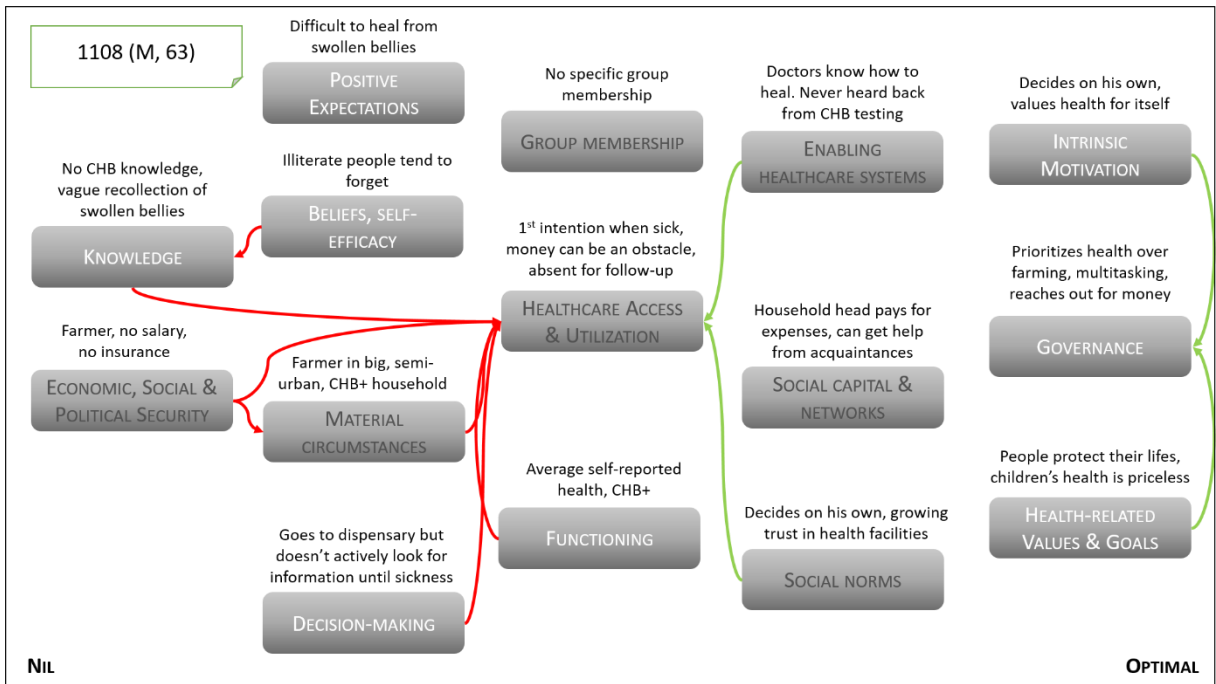 1108 (M, 63)
Difficult to heal from
swollen bellies
POSITIVE
EXPECTATIONS
No specific group
membership
GROUP MEMBERSHIP
Doctors know how to
heal. Never heard back
from CHB testing
ENABLING
HEALTHCARE SYSTEMS
Decides on his own,
values health for itself
INTRINSIC
MOTIVATION
No CHB knowledge,
vague recollection of
swollen bellies
KNOWLEDGE
Illiterate people tend to
forget
BELIEFS, SELF-
EFFICACY
1st intention when sick,
money can be an obstacle,
absent for follow-up
HEALTHCARE ACCESS
& UTILIZATION
Household head pays for
expenses, can get help
from acquaintances
SOCIAL CAPITAL &
NETWORKS
Prioritizes health over
farming, multitasking,
reaches out for money
GOVERNANCE
Farmer, no salary,
no insurance
ECONOMIC, SOCIAL &
POLITICAL SECURITY
Farmer in big, semi-
urban, CHB+ household
MATERIAL
CIRCUMSTANCES
Average self-reported
health, CHB+
FUNCTIONING
Decides on his own, growing
trust in health facilities
SOCIAL NORMS
People protect their lifes,
children's health is priceless
HEALTH-RELATED
VALUES & GOALS
Goes to dispensary but
doesn't actively look for
information until sickness
DECISION-MAKING
NIL
OPTIMAL